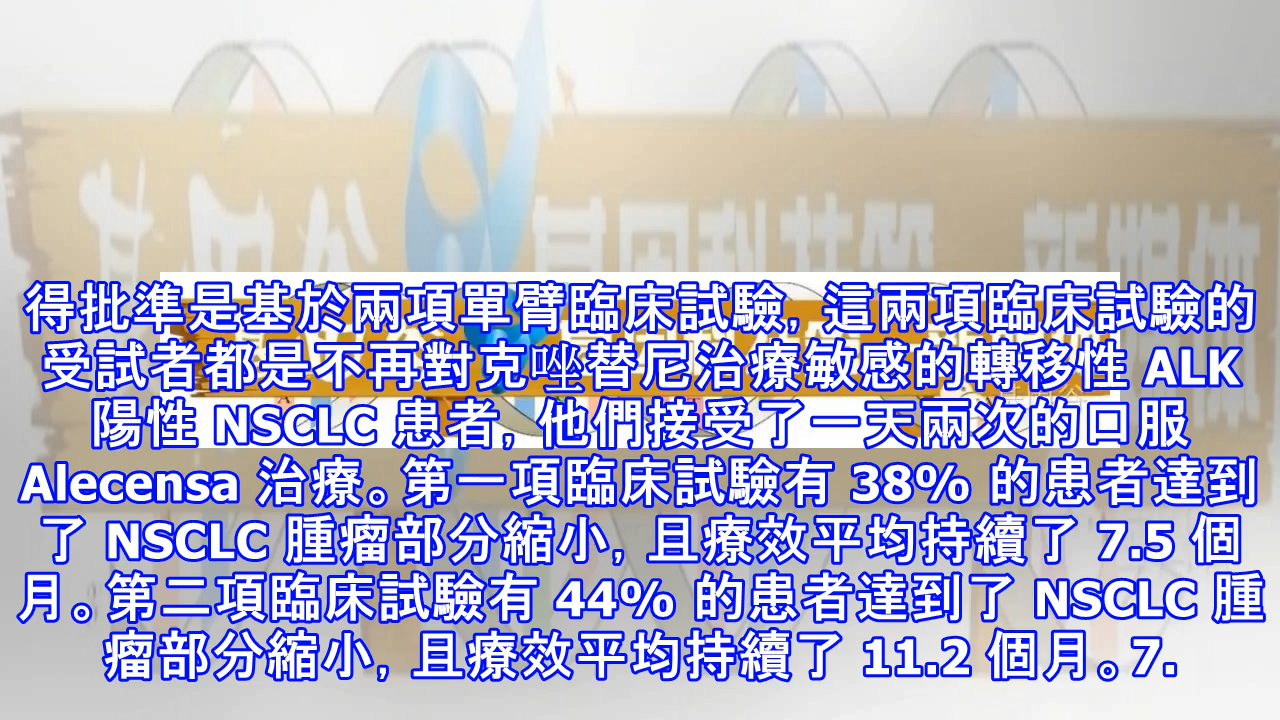 得批準是基於兩項單臂臨床試驗, 這兩項臨床試驗的
受試者都是不再對克唑替尼治療敏感的轉移性 ALK
陽性 NSCLC 患者, 他們接受了一天兩次的口服
Alecensa 治療。第一項臨床試驗有 38% 的患者達到
了 NSCLC 腫瘤部分縮小, 且療效平均持續了 7.5 個
月。第二項臨床試驗有 44% 的患者達到了 NSCLC 腫
瘤部分縮小, 且療效平均持續了 11.2 個月。7.